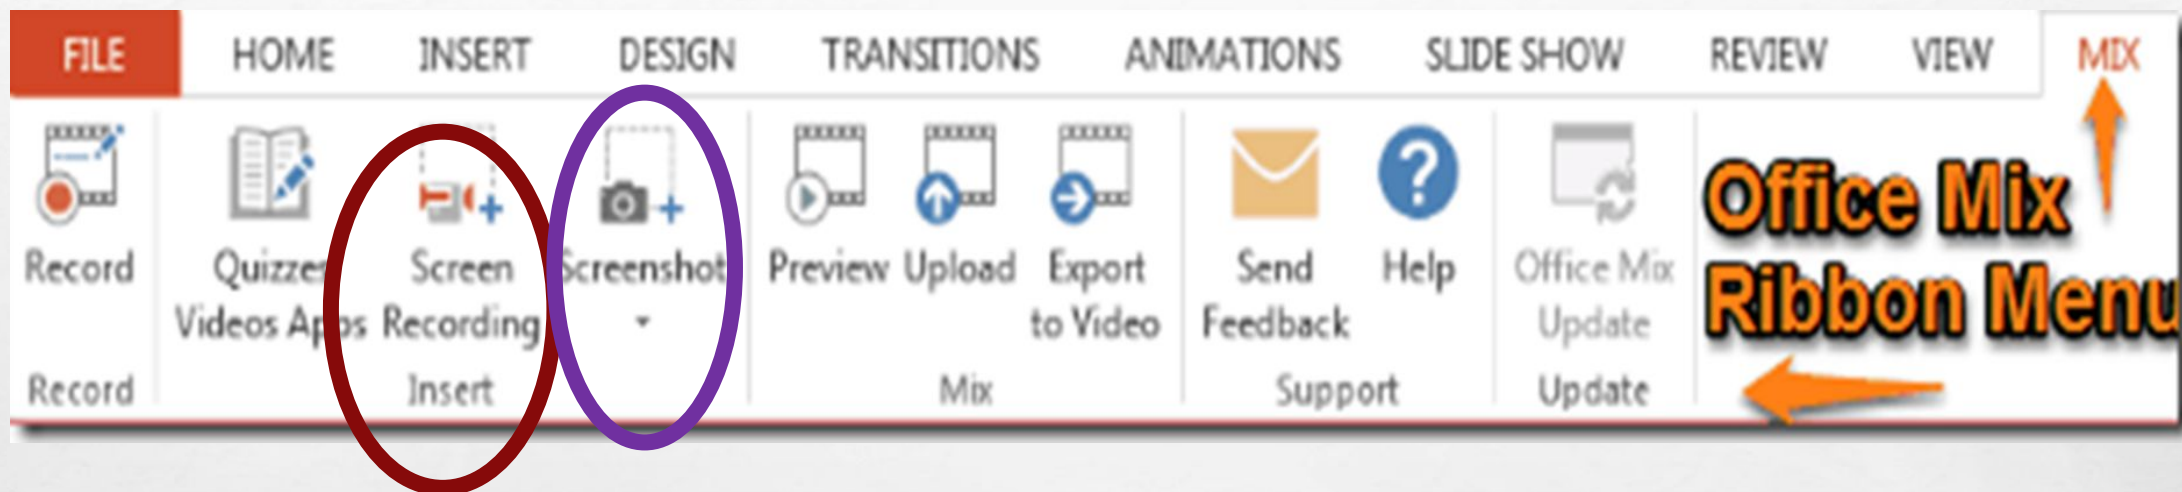 FILE HOME INSERT DESIGN TRANSITIONS ANIMATIONS SLIDE SHOW REVIEW VIEW MIX
Record Quizzes Screen Screenshot Preview Upload Export Send Help Office Mix
Videos Apps Recording to Video Feedback Update
Record Insert Mix Support Update
Office Mix
Ribbon Menu